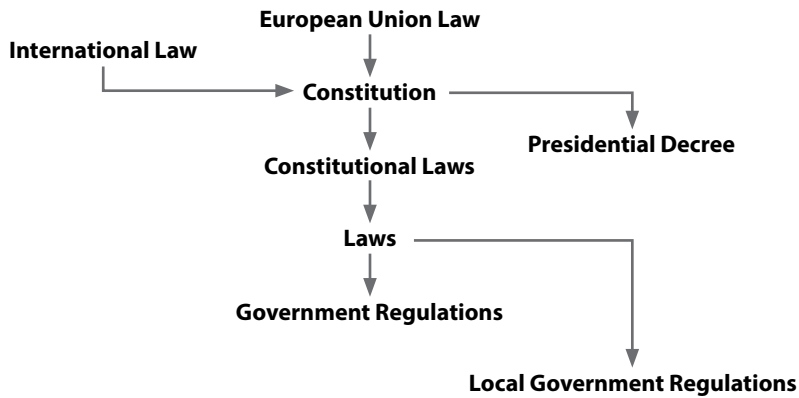 European Union Law
International Law
Constitution
Presidential Decree
Constitutional Laws
Laws
Government Regulations
Local Government Regulations